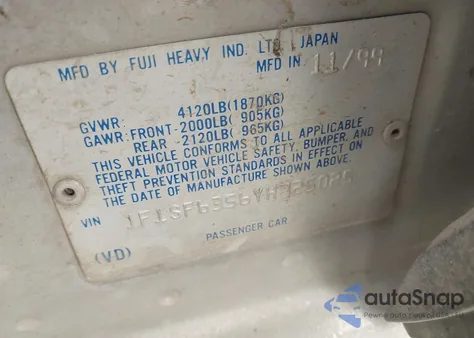 MFD BY FUJI HEAVY IND. LTD., JAPAN
MFD IN 11/99
GVWR: 4120LB(1870KG)
GAWR: FRONT-2000LB( 905KG)
REAR -2120LB( 965KG)
THIS VEHICLE CONFORMS TO ALL APPLICABLE
FEDERAL MOTOR VEHICLE SAFETY, BUMPER, AND
THEFT PREVENTION STANDARDS IN EFFECT ON
THE DATE OF MANUFACTURE SHOWN ABOVE.
VIN
PASSENGER CAR
(VD)
autoSnap